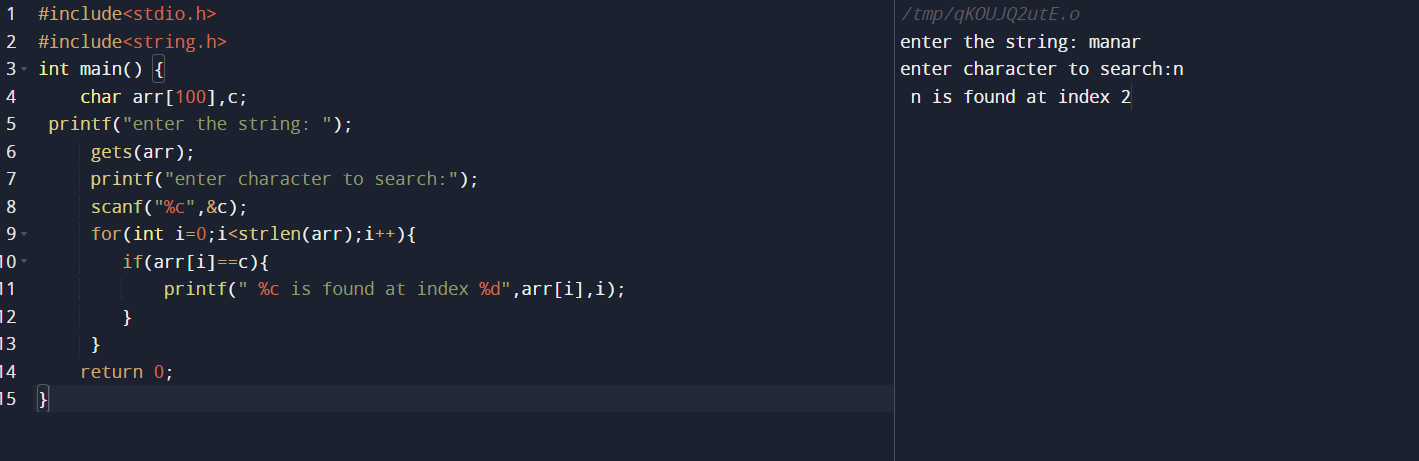 1 #include<stdio.h>
2 #include<string.h>
3 int main() {
4 char arr[100],c;
5 printf("enter the string: ");
6 gets(arr);
7 printf("enter character to search:");
8 scanf("%c",&c);
9 for(int i=0;i<strlen(arr);i++){
10 if(arr[i]==c){
11 printf(" %c is found at index %d",arr[i],i);
12 }
13 }
14 return 0;
15 }
/tmp/qKOUJQ2utE.o
enter the string: manar
enter character to search:n
n is found at index 2